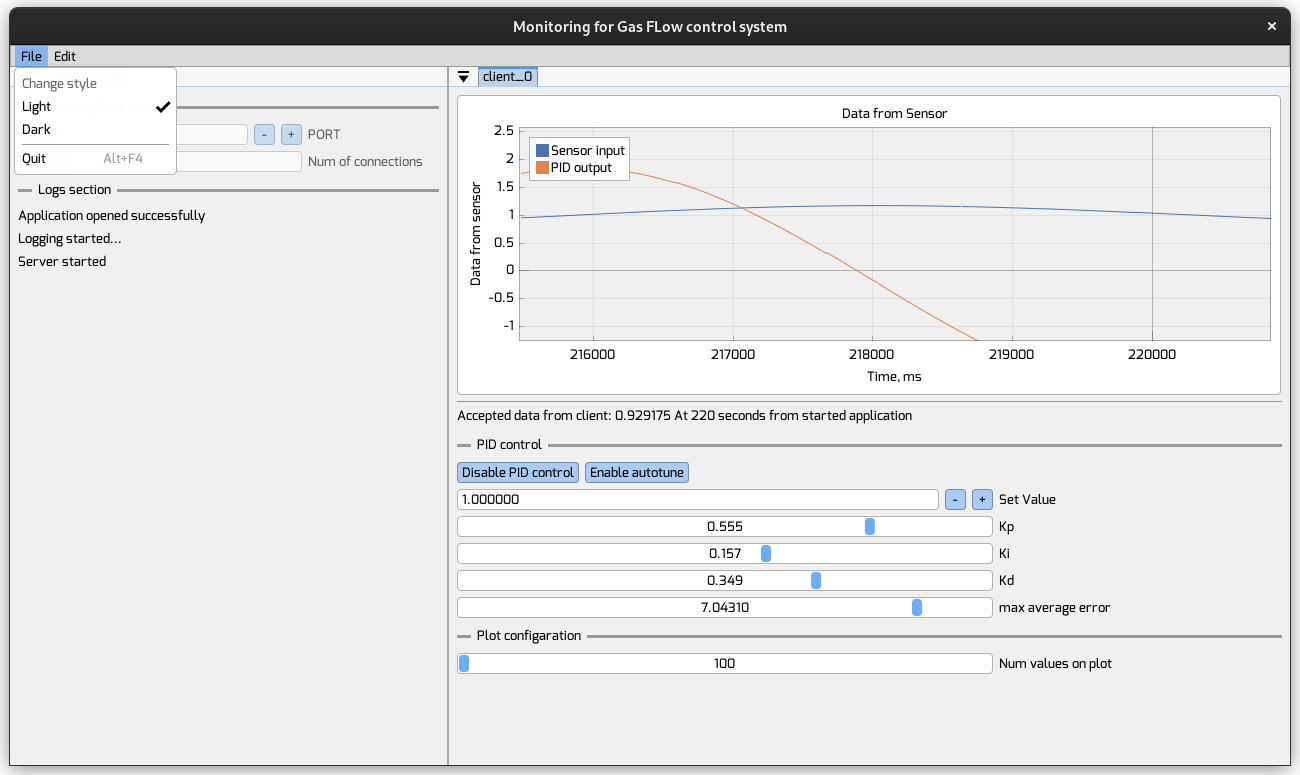 Monitoring for Gas FLow control system
File Edit
Change style
Light
Dark
Quit Alt+F4
- + PORT
Num of connections
Logs section
Application opened successfully
Logging started...
Server started
client_0
Data from Sensor
Sensor input
PID output
Data from sensor
2.5
2
1.5
1
0.5
0
-0.5
-1
216000 217000 218000 219000 220000
Time, ms
Accepted data from client: 0.929175 At 220 seconds from started application
PID control
Disable PID control Enable autotune
1.000000 - + Set Value
0.555 Kp
0.157 Ki
0.349 Kd
7.04310 max average error
Plot configaration
100 Num values on plot